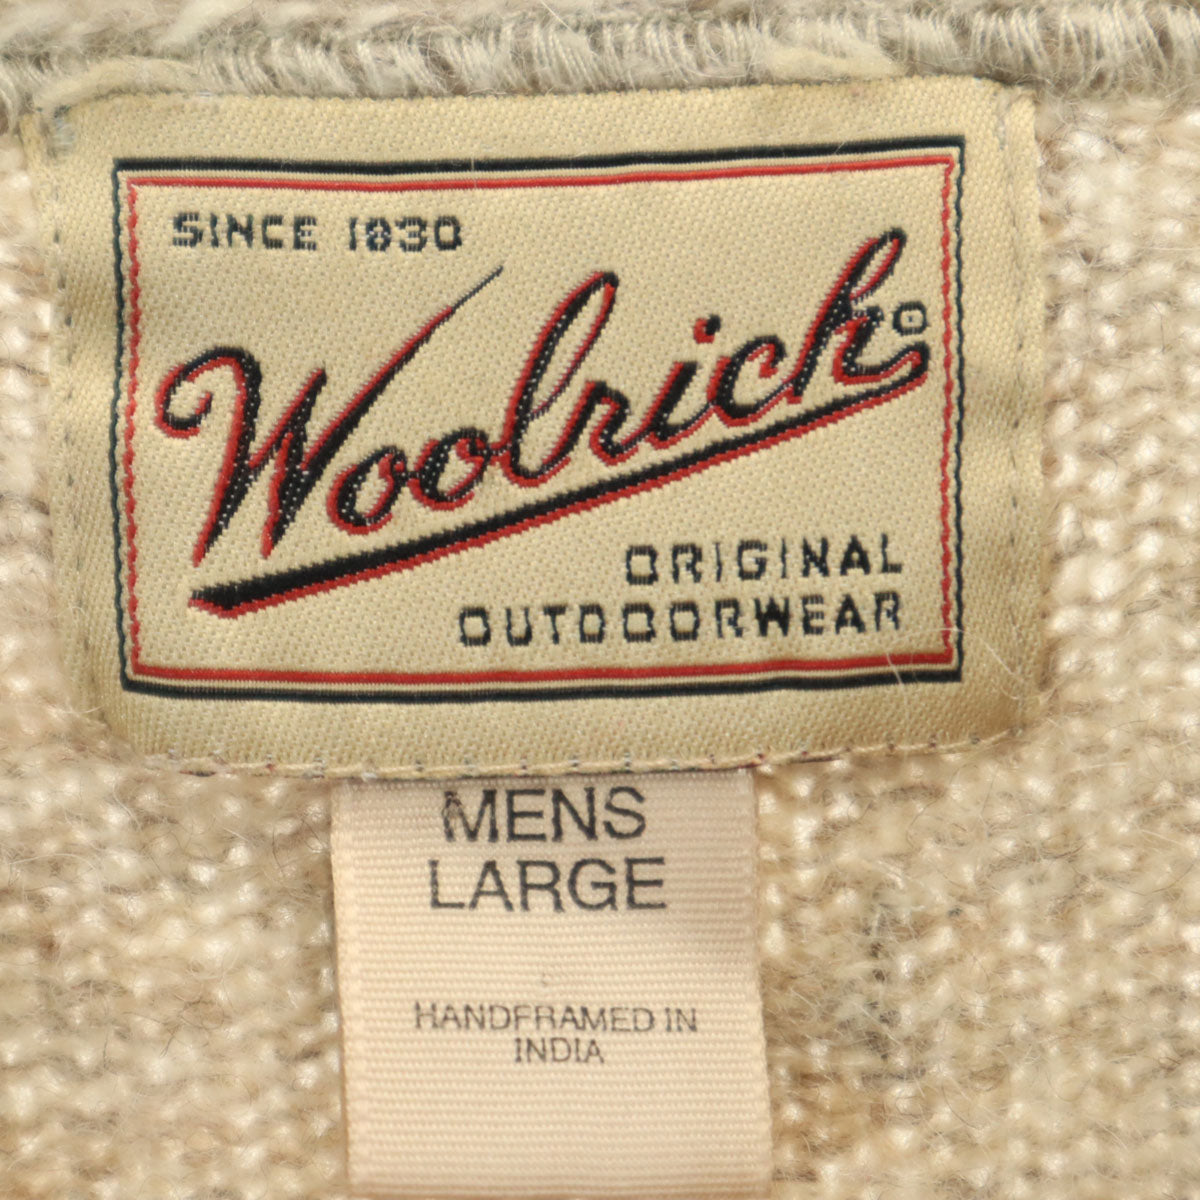 SINCE 1830
Woolrich®
ORIGINAL
OUTDOORWEAR
MENS
LARGE
HANDFRAMED IN
INDIA